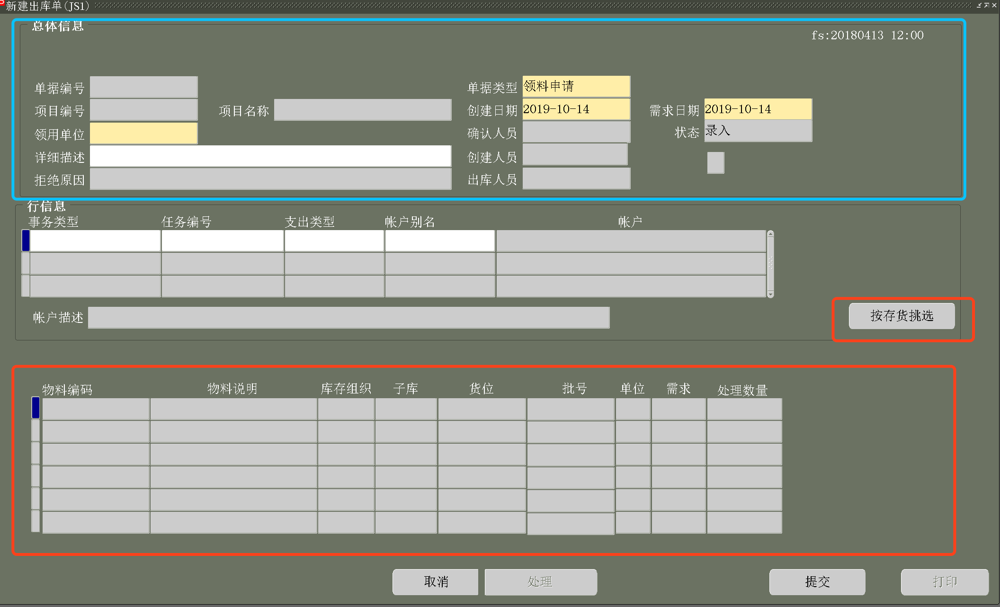 新建出库单(JS1)
总体信息
fs:20180413 12:00
单据编号 单据类型 领料申请
项目编号 项目名称 创建日期 2019-10-14 需求日期 2019-10-14
领用单位 确认人员 状态 录入
详细描述 创建人员
拒绝原因 出库人员
行信息
事务类型 任务编号 支出类型 帐户别名 帐户
帐户描述 按存货挑选
物料编码 物料说明 库存组织 子库 货位 批号 单位 需求 处理数量
取消 处理 提交 打印